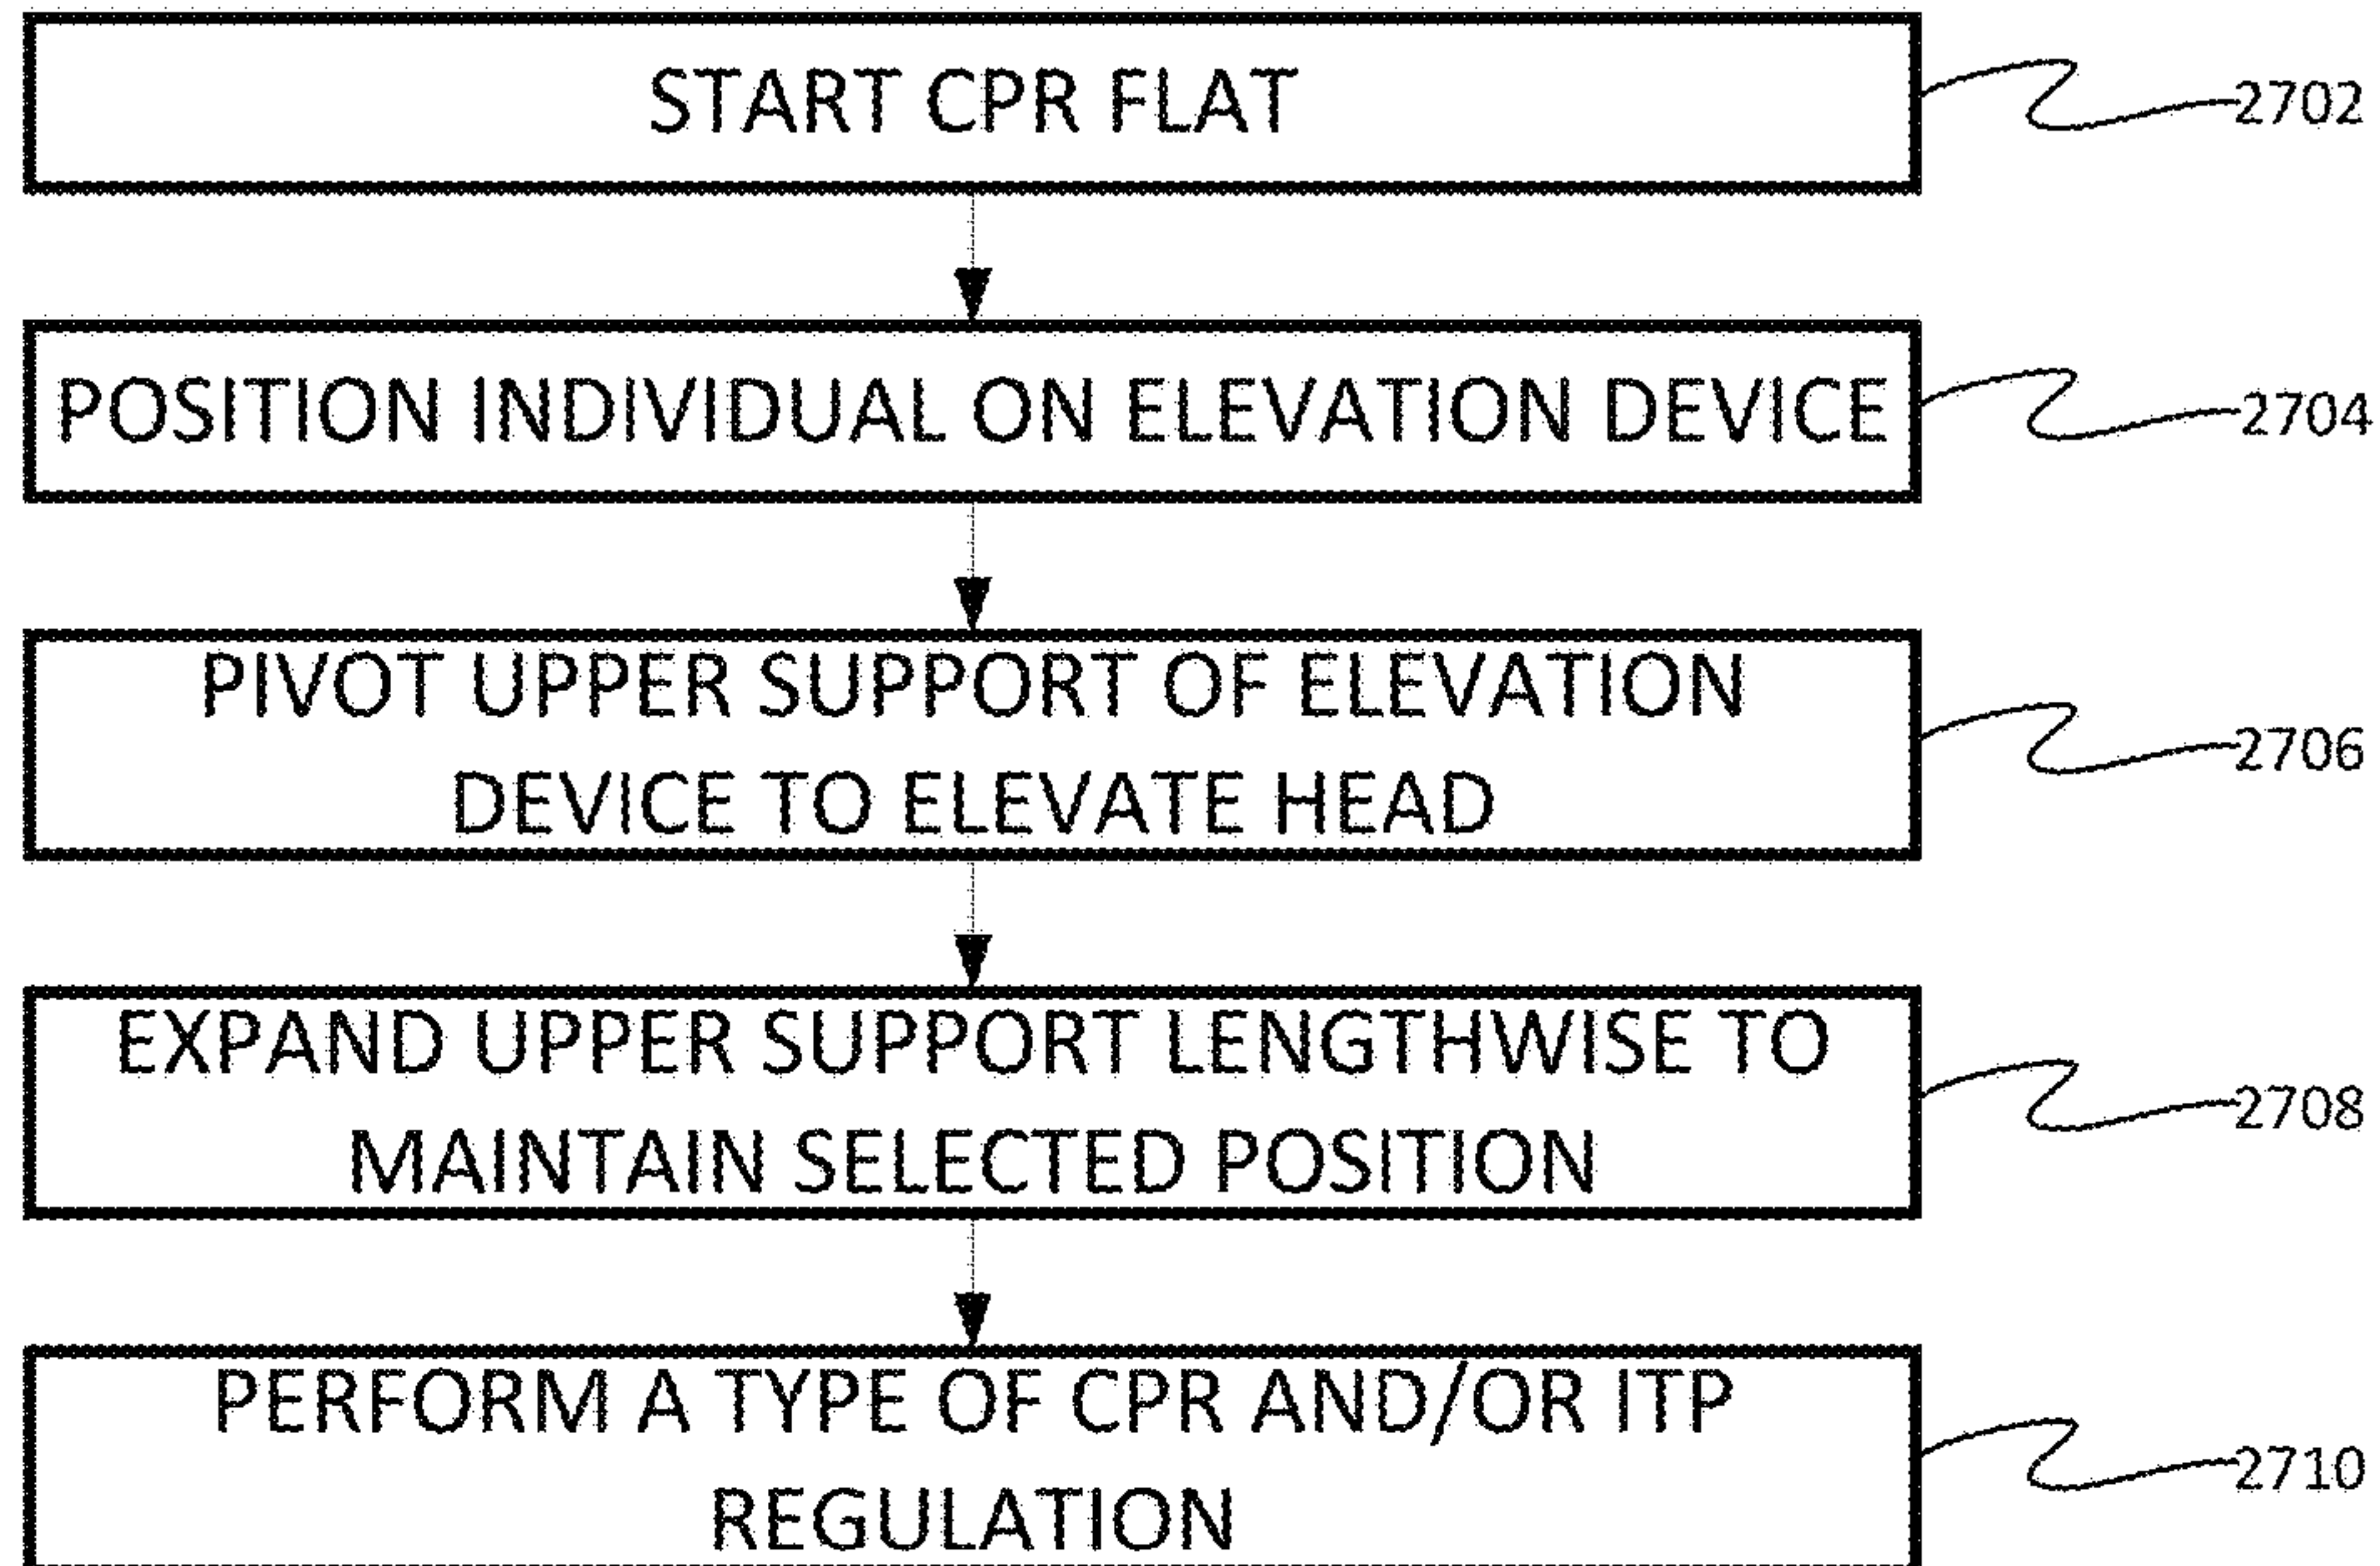 START CPR FLAT
2702
POSITION INDIVIDUAL ON ELEVATION DEVICE
2704
PIVOT UPPER SUPPORT OF ELEVATION
DEVICE TO ELEVATE HEAD
2706
EXPAND UPPER SUPPORT LENGTHWISE TO
MAINTAIN SELECTED POSITION
2708
PERFORM A TYPE OF CPR AND/OR ITP
REGULATION
2710